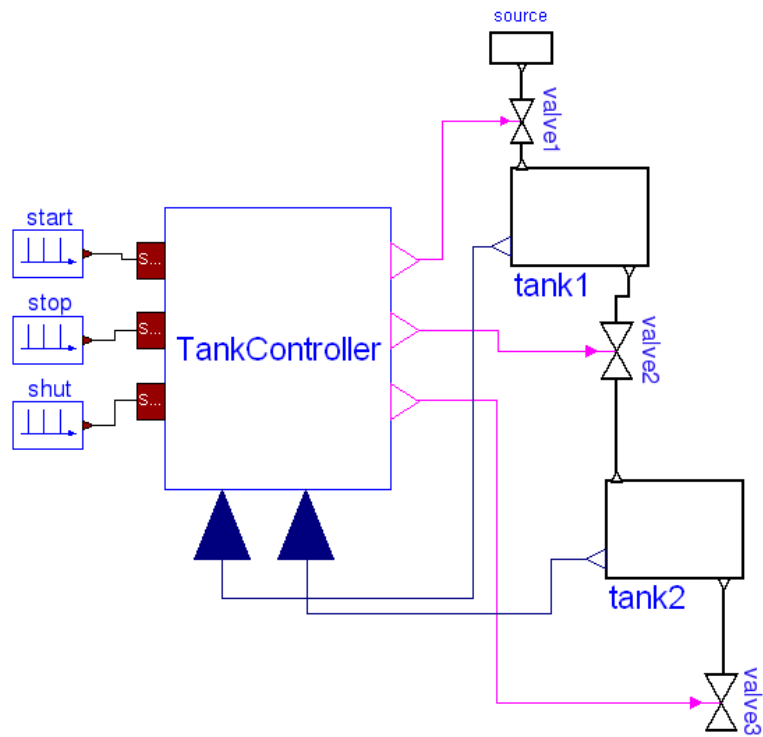 source
valve1
start
S...
tank1
stop
S...
TankController
valve2
shut
S...
tank2
valve3